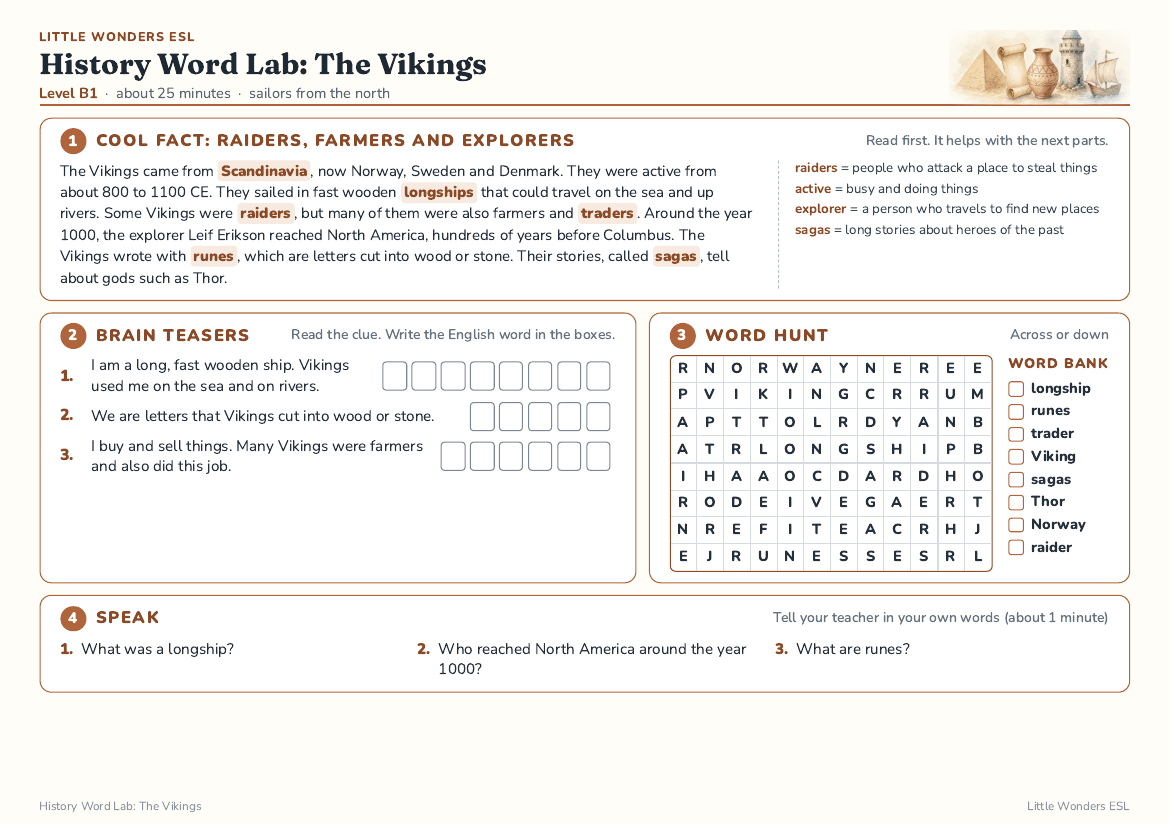 LITTLE WONDERS ESL
History Word Lab: The Vikings
Level B1 · about 25 minutes · sailors from the north
1 COOL FACT: RAIDERS, FARMERS AND EXPLORERS
Read first. It helps with the next parts.
The Vikings came from Scandinavia, now Norway, Sweden and Denmark. They were active from
about 800 to 1100 CE. They sailed in fast wooden longships that could travel on the sea and up
rivers. Some Vikings were raiders, but many of them were also farmers and traders. Around the year
1000, the explorer Leif Erikson reached North America, hundreds of years before Columbus. The
Vikings wrote with runes, which are letters cut into wood or stone. Their stories, called sagas, tell
about gods such as Thor.
raiders = people who attack a place to steal things
active = busy and doing things
explorer = a person who travels to find new places
sagas = long stories about heroes of the past
2 BRAIN TEASERS
Read the clue. Write the English word in the boxes.
1. I am a long, fast wooden ship. Vikings
used me on the sea and on rivers.
2. We are letters that Vikings cut into wood or stone.
3. I buy and sell things. Many Vikings were farmers
and also did this job.
3 WORD HUNT
Across or down
R N O R W A Y N E R E E
P V I K I N G C R R U M
A P T T O L R D Y A N B
A T R L O N G S H I P B
I H A A O C D A R D H O
R O D E I V E G A E R T
N R E F I T E A C R H J
E J R U N E S S E S R L
WORD BANK
longship
runes
trader
Viking
sagas
Thor
Norway
raider
4 SPEAK
Tell your teacher in your own words (about 1 minute)
1. What was a longship?
2. Who reached North America around the year
1000?
3. What are runes?
History Word Lab: The Vikings
Little Wonders ESL